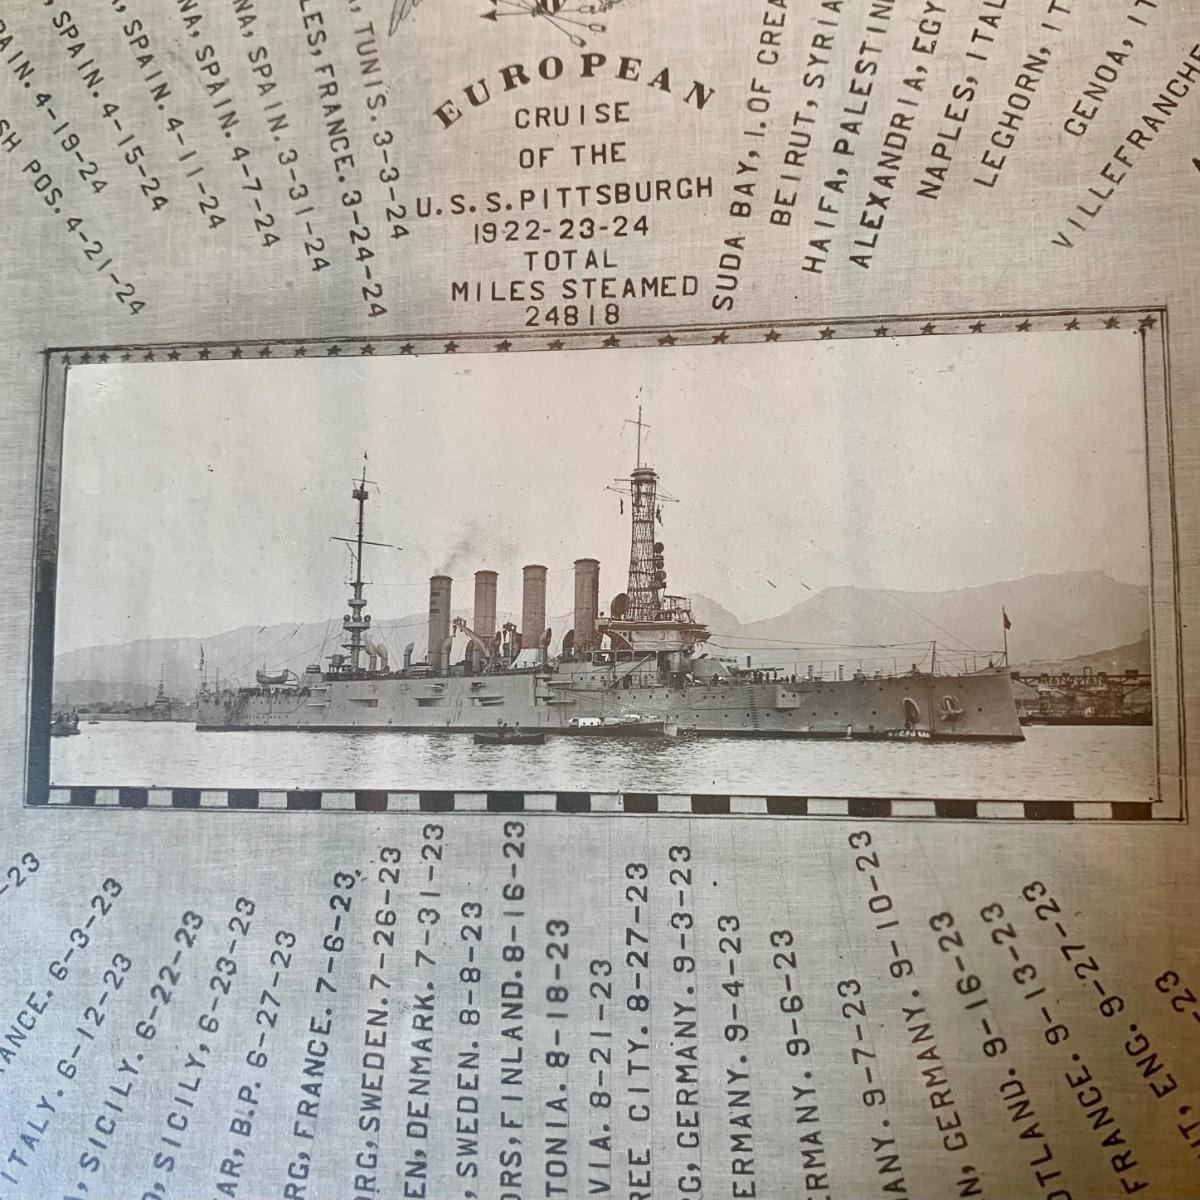 EUROPEAN
CRUISE
OF THE
U.S.S. PITTSBURGH
1922-23-24
TOTAL
MILES STEAMED
24818
POS. 4-21-24
4-19-24
SPAIN. 4-15-24
SPAIN. 4-11-24
SPAIN. 4-7-24
SPAIN. 3-31-24
FRANCE. 3-24-24
TUNIS. 3-3-24
SUDA BAY, I. OF CREA
BEIRUT, SYRIA
HAIFA, PALESTIN
ALEXANDRIA, EGY
NAPLES, ITAL
LEGHORN, IT
GENOA, IT
VILLEFRANCHE
-23
ANCE. 6-3-23
ITALY. 6-12-23
SICILY. 6-22-23
SICILY, 6-23-23
AR, B.P. 6-27-23
RG, FRANCE. 7-6-23
ORG, SWEDEN. 7-26-23
EN, DENMARK. 7-31-23
, SWEDEN. 8-8-23
ORS, FINLAND. 8-16-23
TONIA. 8-18-23
VIA. 8-21-23
REE CITY. 8-27-23
G, GERMANY. 9-3-23
ERMANY. 9-4-23
ERMANY. 9-6-23
ANY. 9-7-23
ANY. 9-10-23
N, GERMANY. 9-16-23
OTLAND. 9-13-23
FRANCE. 9-27-23
ENG.
-23